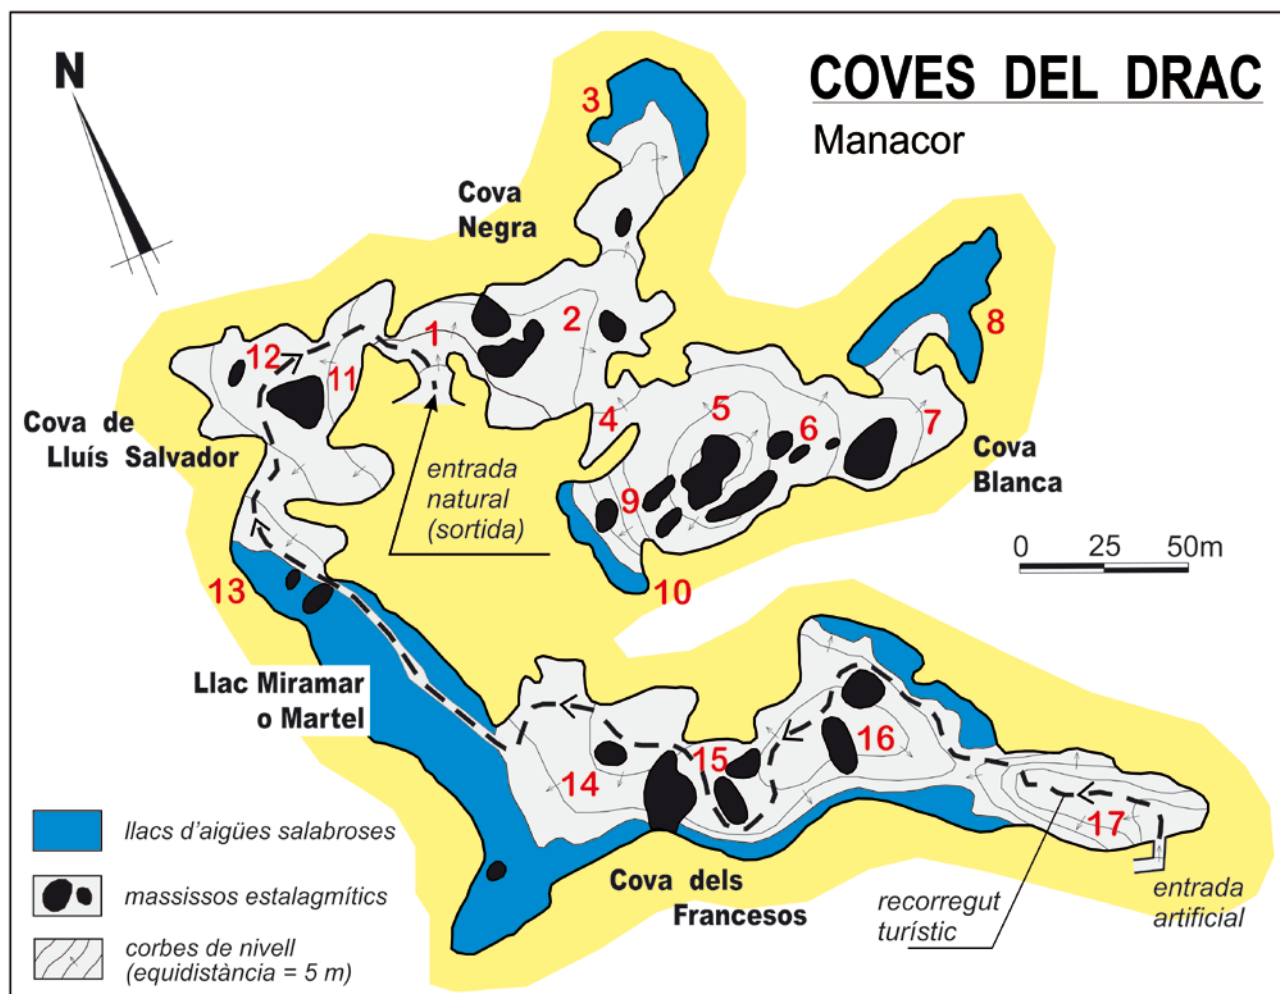 COVES DEL DRAC
Manacor
N
3
Cova
Negra
8
1
2
12
11
4
5
6
7
Cova de
Lluís Salvador
entrada
natural
(sortida)
Cova
Blanca
9
0 25 50m
13
10
Llac Miramar
o Martel
14
15
16
17
llacs d'aigües salabroses
massissos estalagmítics
corbes de nivell
(equidistància = 5 m)
Cova dels
Francesos
recorregut
turístic
entrada
artificial